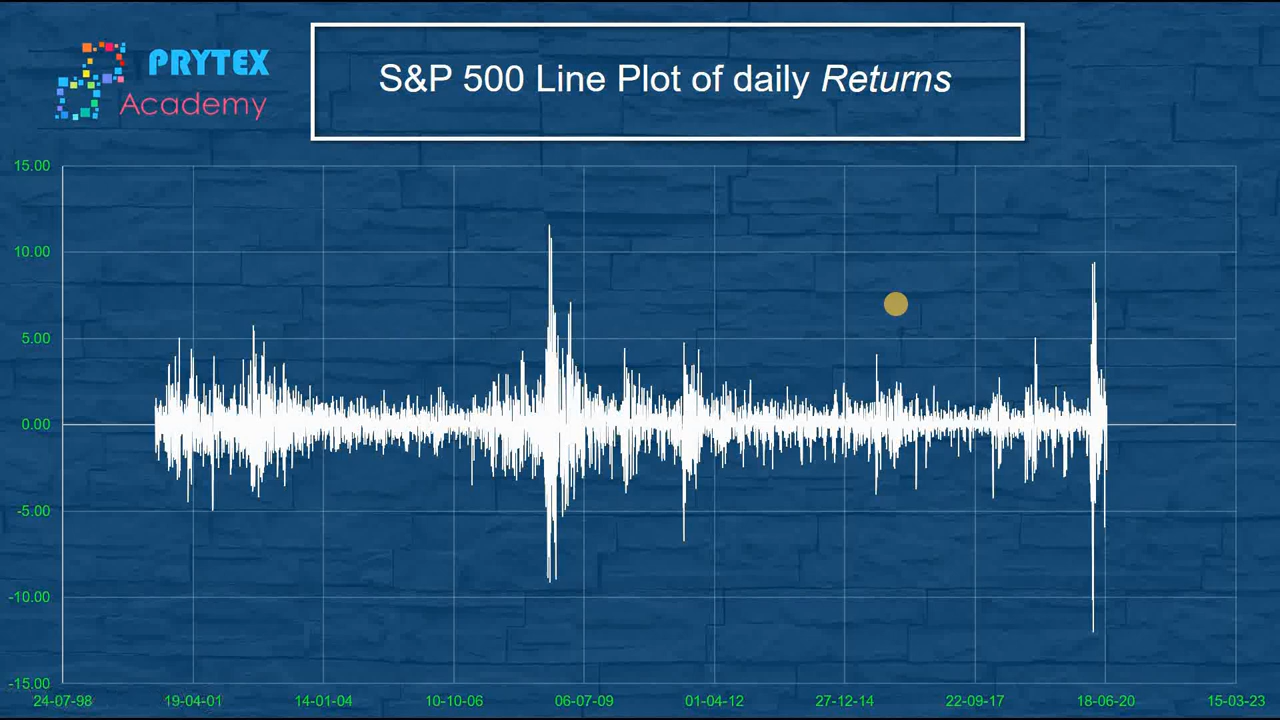 PRYTEX
Academy
S&P 500 Line Plot of daily Returns
15.00
10.00
5.00
0.00
-5.00
-10.00
-15.00
24-07-98 19-04-01 14-01-04 10-10-06 06-07-09 01-04-12 27-12-14 22-09-17 18-06-20 15-03-23